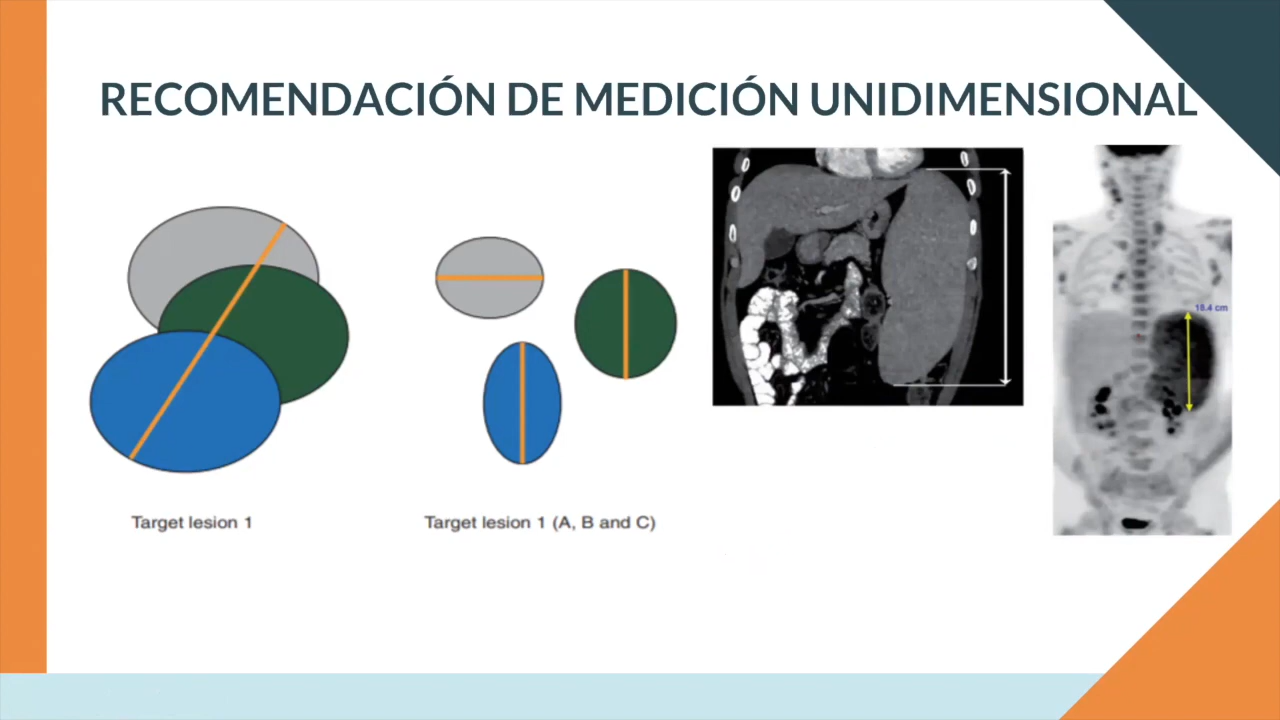 RECOMENDACIÓN DE MEDICIÓN UNIDIMENSIONAL
18.4 cm
Target lesion 1
Target lesion 1 (A, B and C)